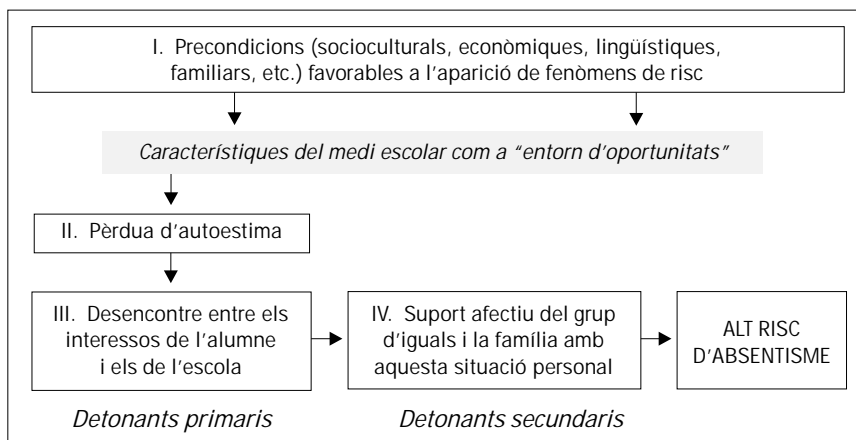 I. Precondicions (socioculturals, econòmiques, lingüístiques,
familiars, etc.) favorables a l'aparició de fenòmens de risc
Característiques del medi escolar com a "entorn d'oportunitats"
II. Pèrdua d'autoestima
III. Desencontre entre els
interessos de l'alumne
i els de l'escola
IV. Suport afectiu del grup
d'iguals i la família amb
aquesta situació personal
ALT RISC
D'ABSENTISME
Detonants primaris
Detonants secundaris